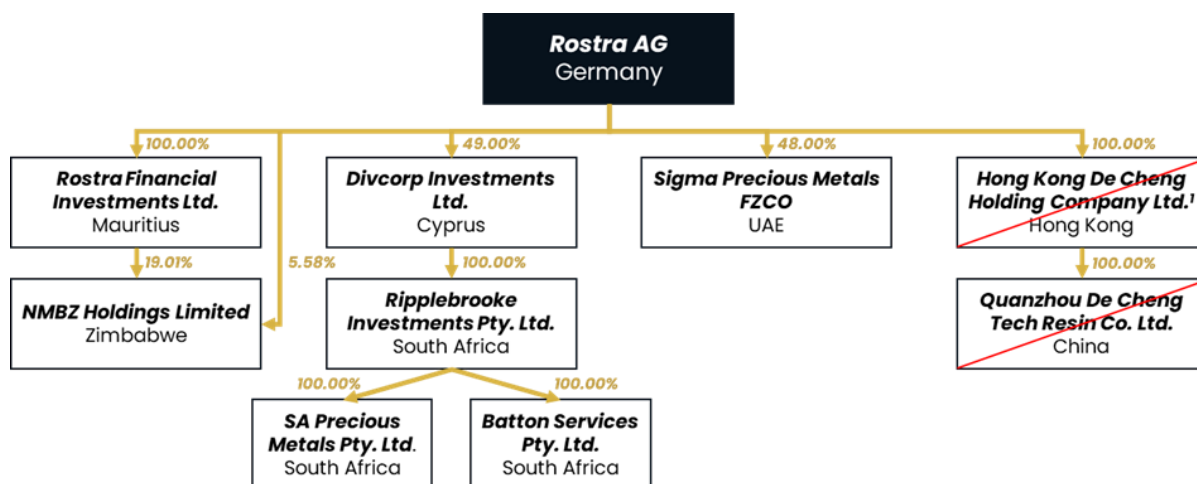 Rostra AG
Germany
100.00%
49.00%
48.00%
100.00%
Rostra Financial
Investments Ltd.
Mauritius
Divcorp Investments
Ltd.
Cyprus
Sigma Precious Metals
FZCO
UAE
Hong Kong De Cheng
Holding Company Ltd.¹
Hong Kong
19.01%
5.58%
100.00%
100.00%
NMBZ Holdings Limited
Zimbabwe
Ripplebrooke
Investments Pty. Ltd.
South Africa
Quanzhou De Cheng
Tech Resin Co. Ltd.
China
100.00%
100.00%
SA Precious
Metals Pty. Ltd.
South Africa
Batton Services
Pty. Ltd.
South Africa